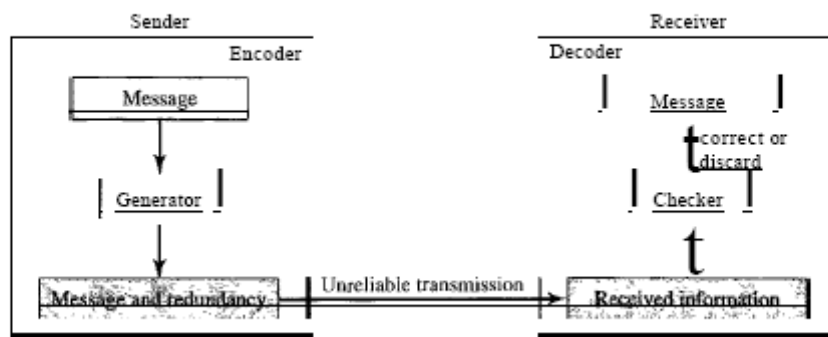 Sender
Receiver
Encoder
Decoder
Message
Message
correct or
discard
Generator
Checker
Unreliable transmission
Message and redundancy
Received information